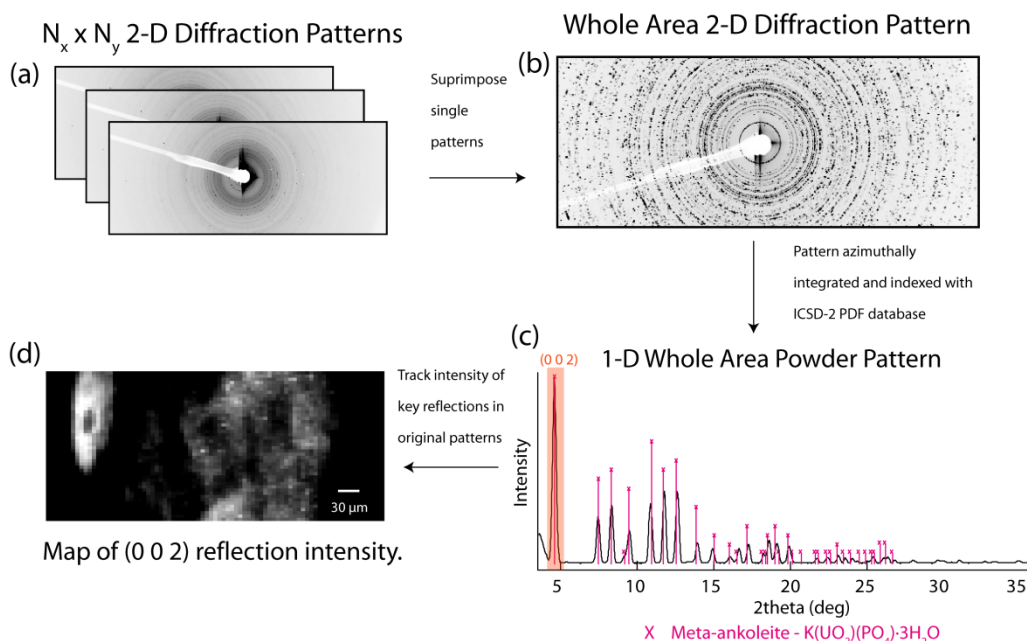 N_x x N_y 2-D Diffraction Patterns
(a)
Suprimpose
single
patterns
Whole Area 2-D Diffraction Pattern
(b)
Pattern azimuthally
integrated and indexed with
ICSD-2 PDF database
(c)
(0 0 2)
1-D Whole Area Powder Pattern
Intensity
5 10 15 20 25 30 35
2theta (deg)
X Meta-ankoleite - K(UO₂)(PO₄)·3H₂O
(d)
Track intensity of
key reflections in
original patterns
30 µm
Map of (0 0 2) reflection intensity.